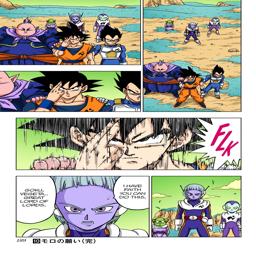 FLK
I HAVE
FAITH
YOU CAN
DO THIS,
GOKU,
VEGETA...
GREAT
LORD OF
LORDS.
モロの願い(完)